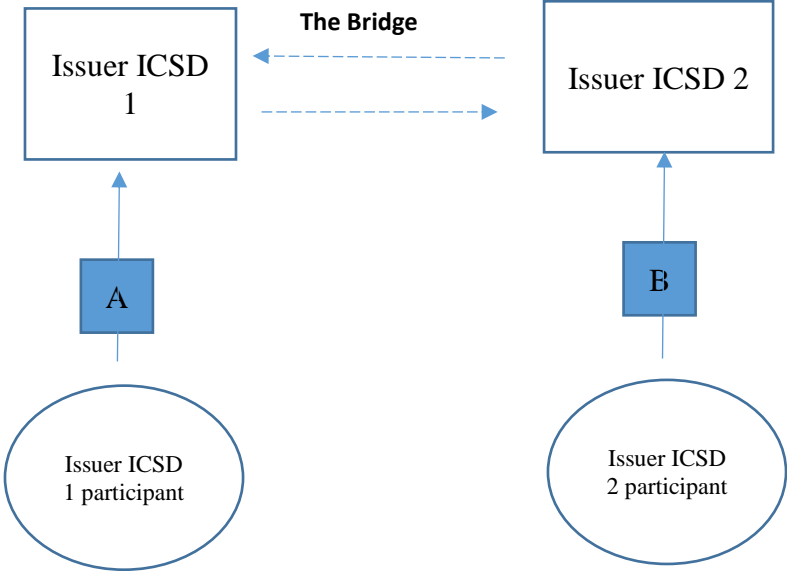 The Bridge
Issuer ICSD
1
Issuer ICSD 2
A
B
Issuer ICSD
1 participant
Issuer ICSD
2 participant